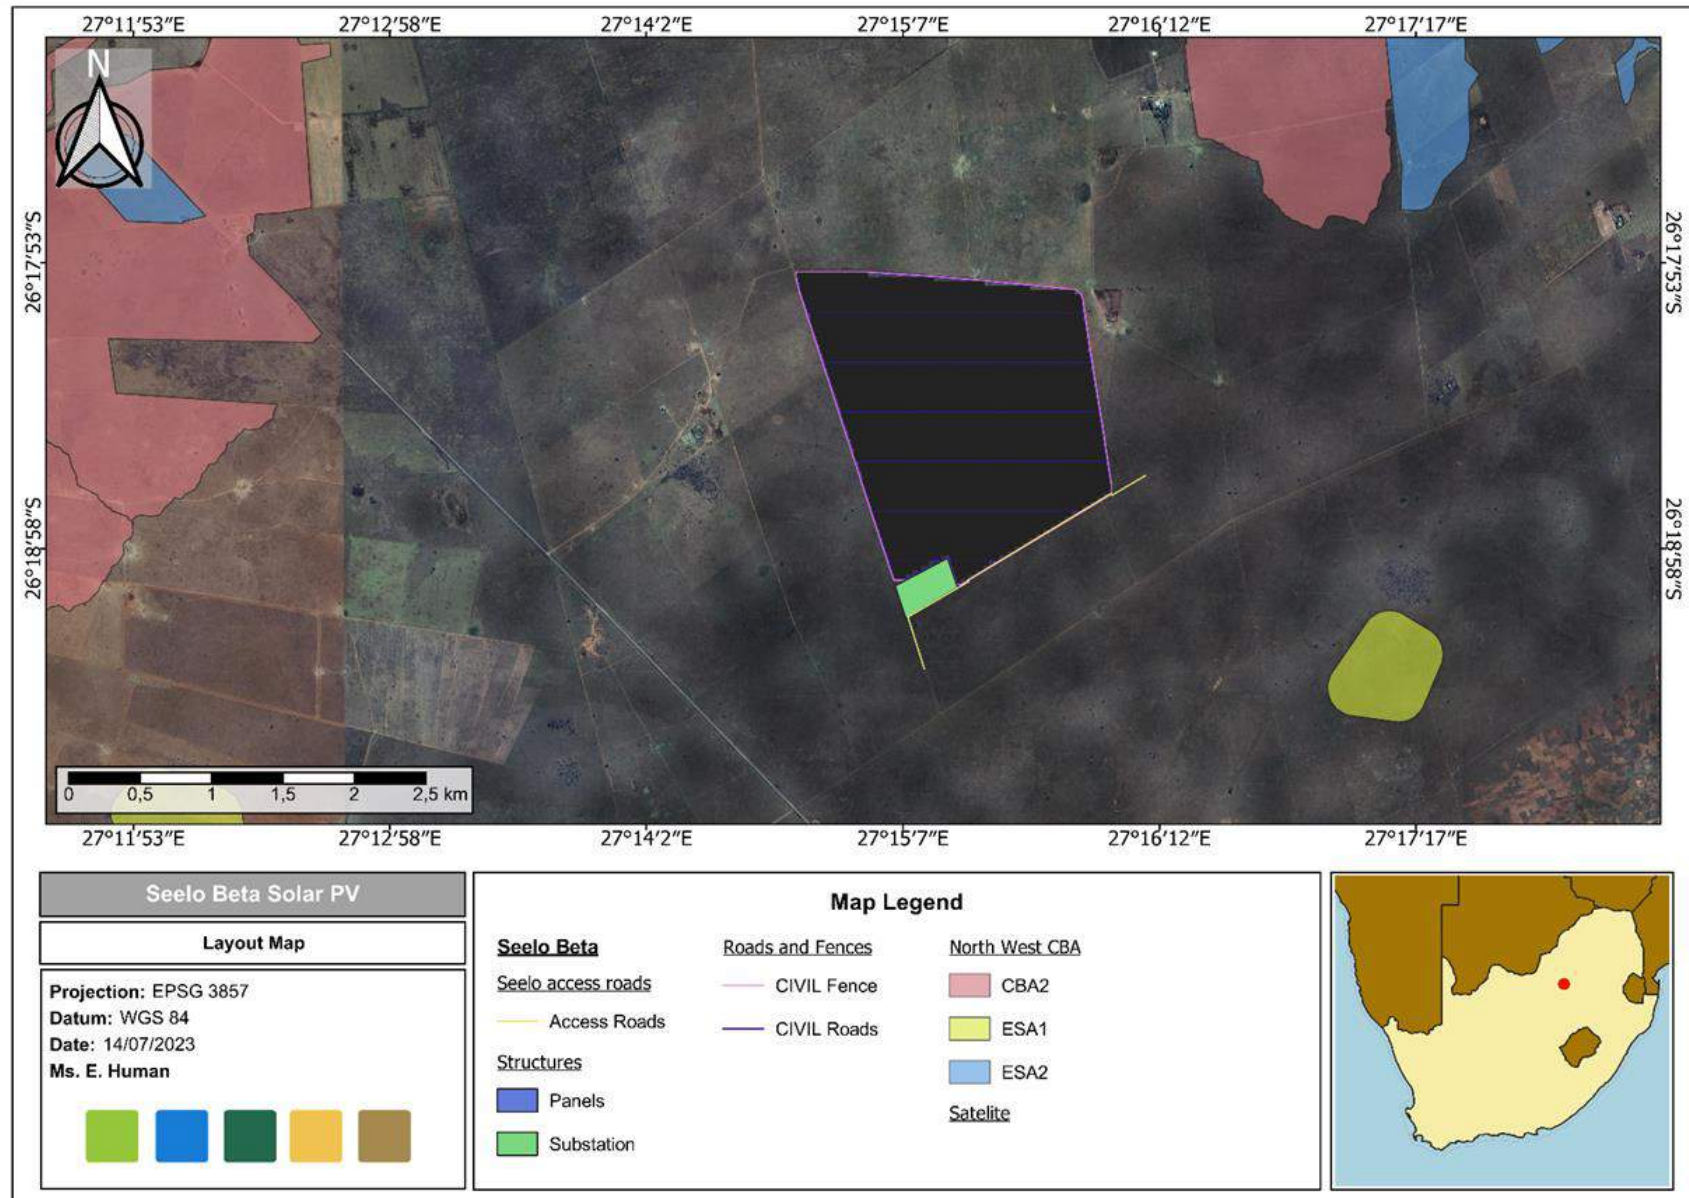 27°11'53"E 27°12'58"E 27°14'2"E 27°15'7"E 27°16'12"E 27°17'17"E
N
26°17'53"S 26°17'53"S
26°18'58"S 26°18'58"S
0 0,5 1 1,5 2 2,5 km
27°11'53"E 27°12'58"E 27°14'2"E 27°15'7"E 27°16'12"E 27°17'17"E
Seelo Beta Solar PV
Layout Map
Projection: EPSG 3857
Datum: WGS 84
Date: 14/07/2023
Ms. E. Human
Map Legend
Seelo Beta
Seelo access roads
Access Roads
Structures
Panels
Substation
Roads and Fences
CIVIL Fence
CIVIL Roads
North West CBA
CBA2
ESA1
ESA2
Satelite